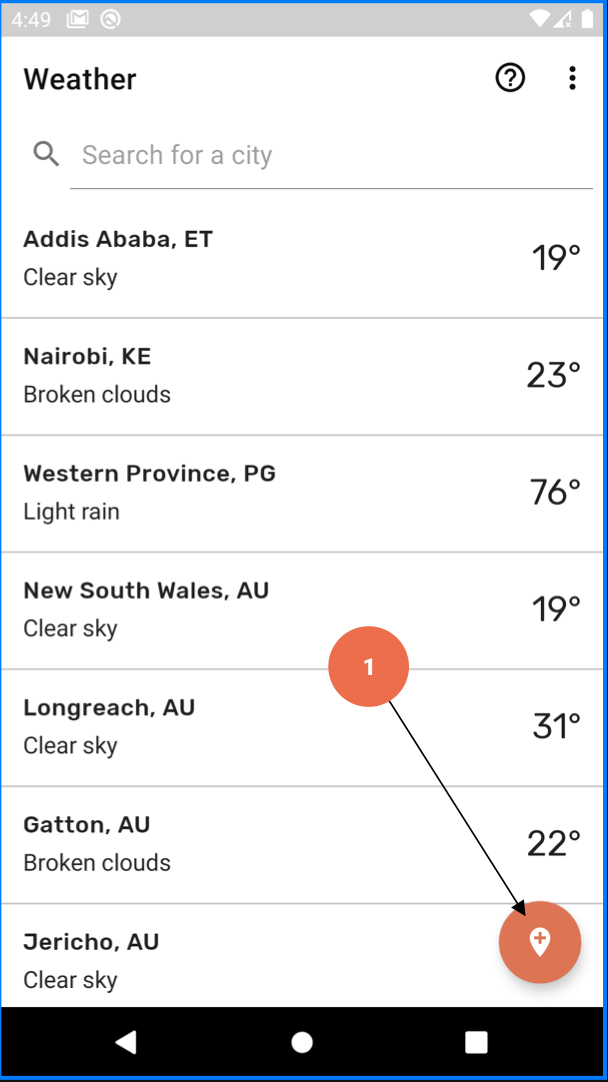 4:49
Weather
Search for a city
Addis Ababa, ET
19°
Clear sky
Nairobi, KE
23°
Broken clouds
Western Province, PG
76°
Light rain
New South Wales, AU
19°
Clear sky
1
Longreach, AU
31°
Clear sky
Gatton, AU
22°
Broken clouds
Jericho, AU
Clear sky